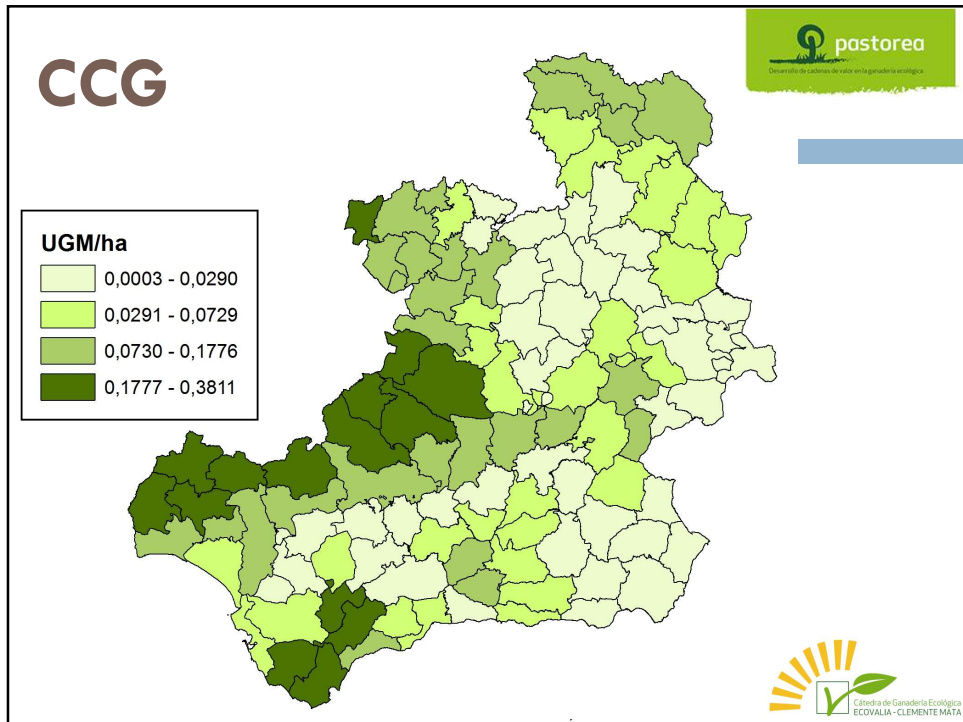 CCG
pastorea
Desarrollo de cadenas de valor en la ganadería ecológica
UGM/ha
0,0003 - 0,0290
0,0291 - 0,0729
0,0730 - 0,1776
0,1777 - 0,3811
Cátedra de Ganadería Ecológica
ECOVALIA - CLEMENTE MATA